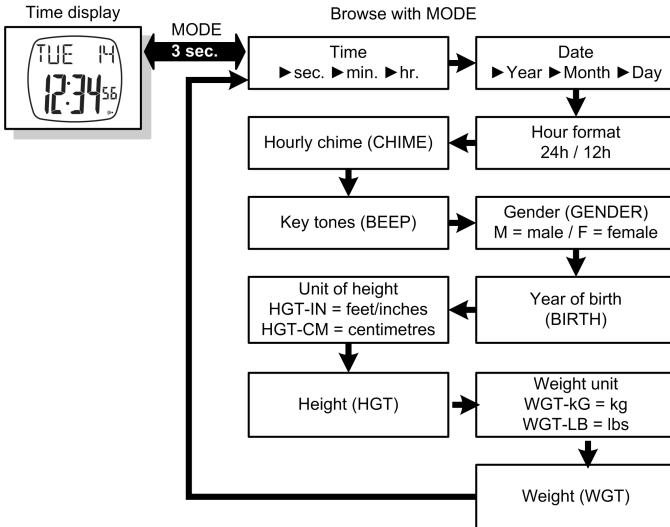 Time display
MODE
3 sec.
Browse with MODE
TUE 14
12:34 56
Time
►sec. ►min. ►hr.
Date
►Year ►Month ►Day
Hourly chime (CHIME)
Hour format
24h / 12h
Key tones (BEEP)
Gender (GENDER)
M = male / F = female
Unit of height
HGT-IN = feet/inches
HGT-CM = centimetres
Year of birth
(BIRTH)
Height (HGT)
Weight unit
WGT-kG = kg
WGT-LB = lbs
Weight (WGT)